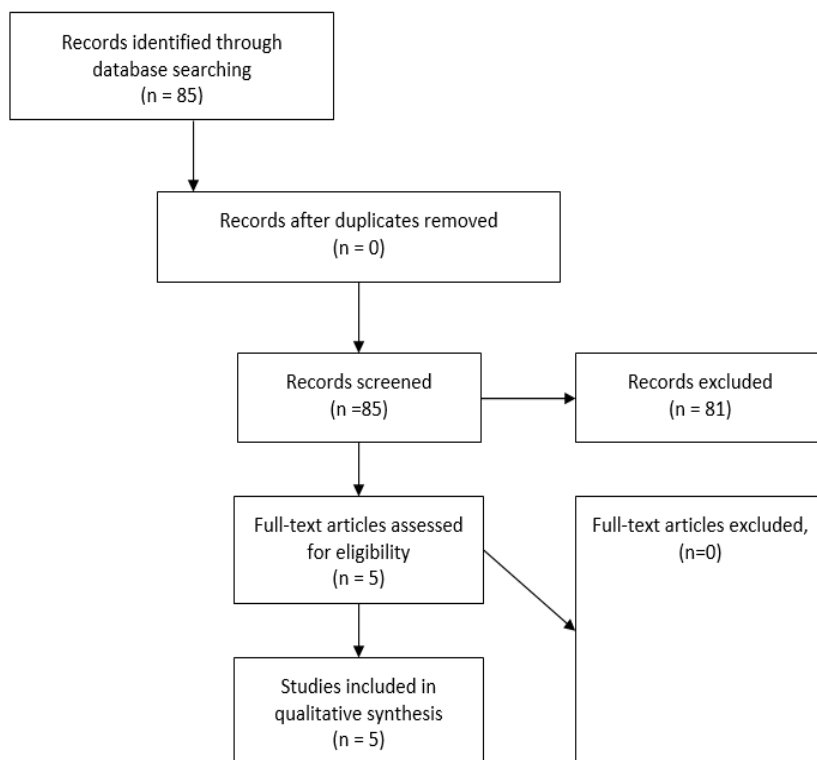 Records identified through
database searching
(n = 85)
Records after duplicates removed
(n = 0)
Records screened
(n =85)
Records excluded
(n = 81)
Full-text articles assessed
for eligibility
(n = 5)
Full-text articles excluded,
(n=0)
Studies included in
qualitative synthesis
(n = 5)